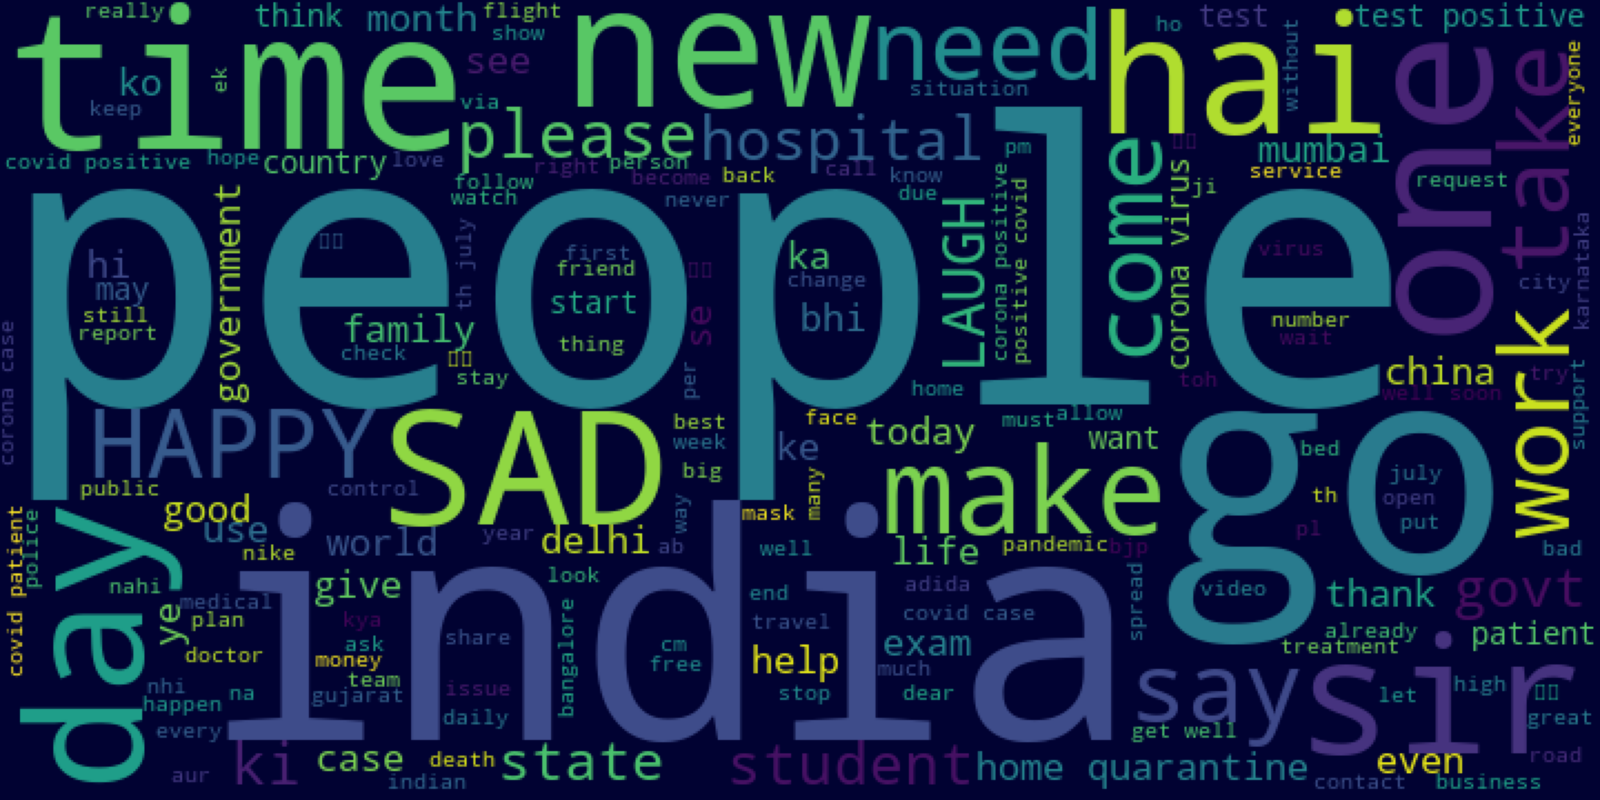 really
think
month
flight
show
ho
test
test positive
time
new
need
hai
one
take
everyone
without
ko
ek
keep
see
via
situation
please
hospital
pm
mumbai
covid positive
hope
country
love
right
person
become
back
call
know
service
request
follow
watch
never
due
ji
people
government
th july
first
friend
start
thing
ka
change
bhi
LAUGH
corona positive
positive covid
come
corona virus
virus
number
wait
city
karnataka
hi
may
still
report
family
check
stay
se
per
home
toh
china
try
well soon
work
support
corona case
HAPPY
SAD
best
week
big
face
ke
today
must
allow
want
make
go
bed
th
july
open
put
pl
bad
public
control
good
use
nike
world
year
delhi
ab
way
mask
many
well
life
pandemic
bjp
covid patient
police
day
nahi
ye
medical
plan
doctor
give
kya
ask
money
team
gujarat
look
share
issue
daily
bangalore
india
cm
free
end
travel
help
stop
adida
covid case
exam
much
dear
spread
video
thank
govt
already
treatment
patient
nhi
na
happen
every
say
sir
let
high
great
get well
road
aur
ki
case
death
indian
state
student
home quarantine
even
contact
business